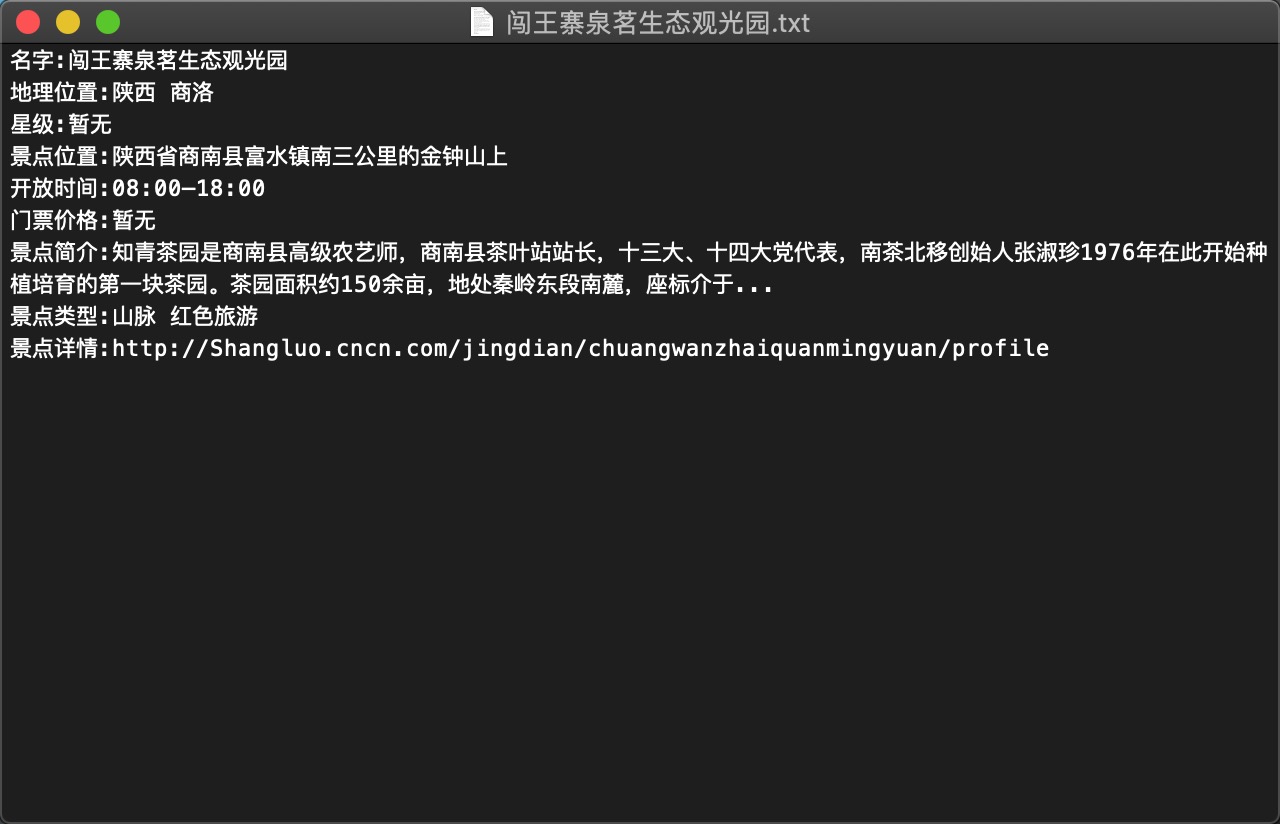 闯王寨泉茗生态观光园.txt
名字:闯王寨泉茗生态观光园
地理位置:陕西 商洛
星级:暂无
景点位置:陕西省商南县富水镇南三公里的金钟山上
开放时间:08:00—18:00
门票价格:暂无
景点简介:知青茶园是商南县高级农艺师，商南县茶叶站站长，十三大、十四大党代表，南茶北移创始人张淑珍1976年在此开始种
植培育的第一块茶园。茶园面积约150余亩，地处秦岭东段南麓，座标介于...
景点类型:山脉 红色旅游
景点详情:http://Shangluo.cncn.com/jingdian/chuangwanzhaiquanmingyuan/profile